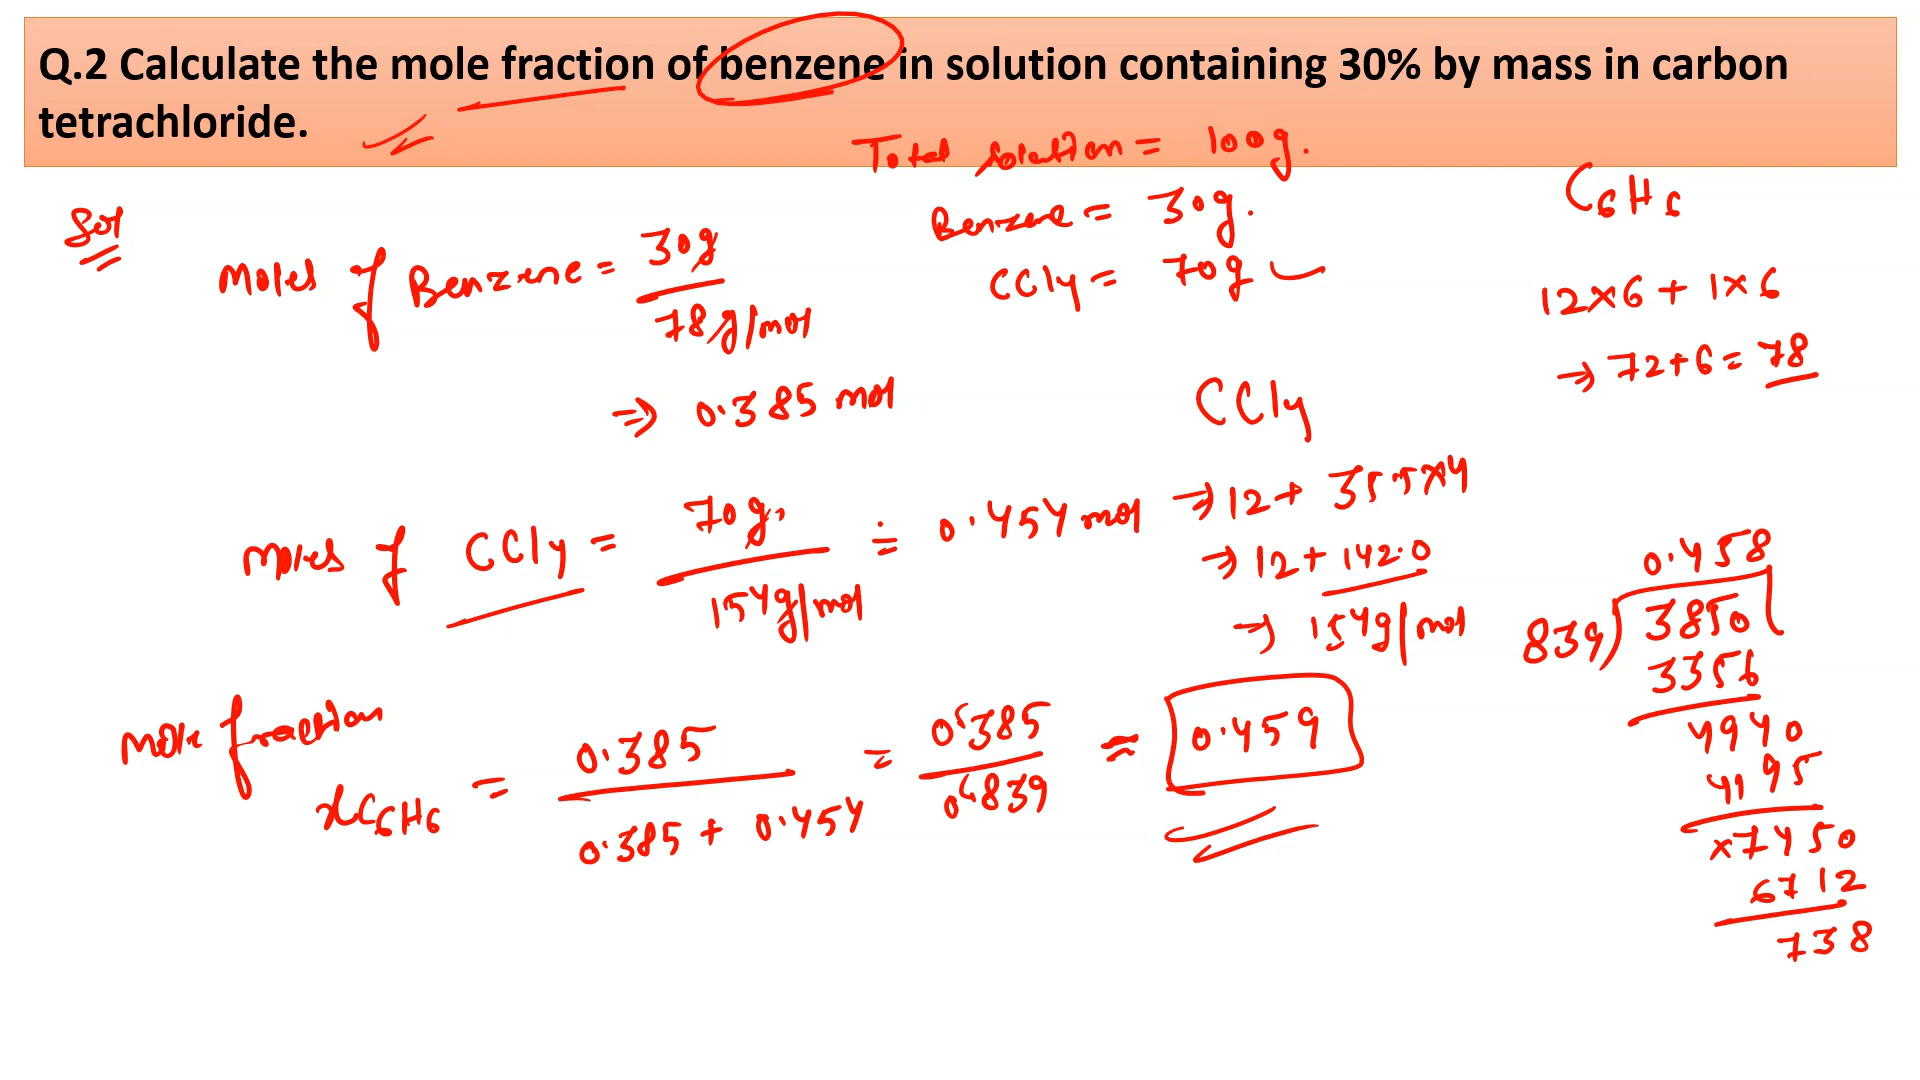 Q.2 Calculate the mole fraction of benzene in solution containing 30% by mass in carbon
tetrachloride.
Total solution = 100g.
Benzene = 30g.
CCl4 = 70g
C6H6
12×6 + 1×6
→ 72+6 = 78
Sol
Moles of Benzene = 30g
78g/mol
⇒ 0.385 mol
CCl4
→ 12 + 35.5×4
→ 12 + 142.0
→ 154g/mol
Moles of CCl4 = 70g
154g/mol
= 0.454 mol
Mole fraction
xC6H6 = 0.385
0.385 + 0.454
= 0.385
0.839
= 0.459
0.458
839) 3850
3356
4940
4195
×7450
6712
738